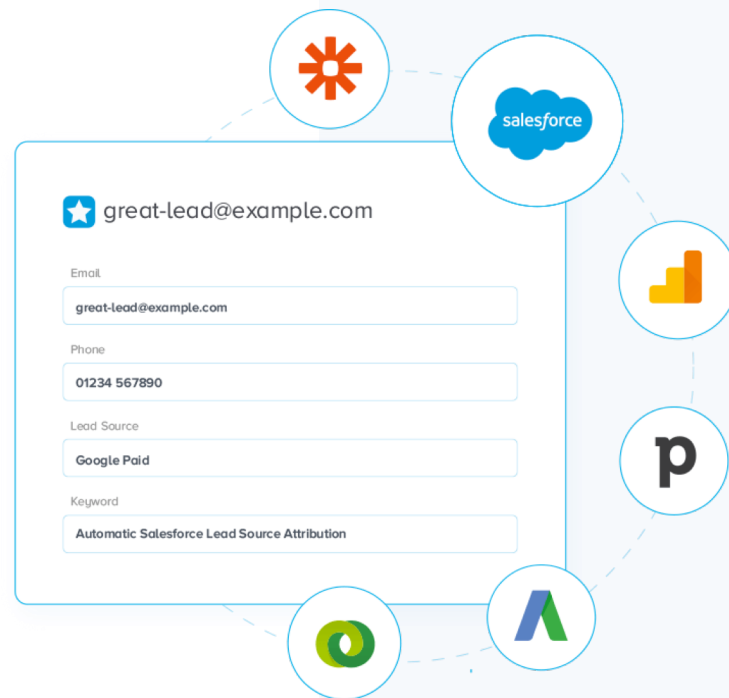 salesforce
great-lead@example.com
Email
great-lead@example.com
Phone
01234 567890
Lead Source
Google Paid
Keyword
Automatic Salesforce Lead Source Attribution
p